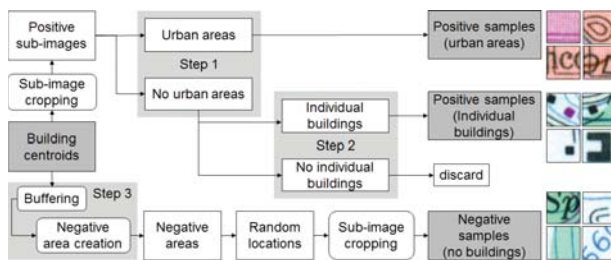 Positive
sub-images
Urban areas
Positive samples
(urban areas)
Step 1
Sub-image
cropping
No urban areas
Individual
buildings
Positive samples
(Individual
buildings)
Building
centroids
Step 2
No individual
buildings
discard
Buffering
Step 3
Negative
area creation
Negative
areas
Random
locations
Sub-image
cropping
Negative
samples
(no buildings)